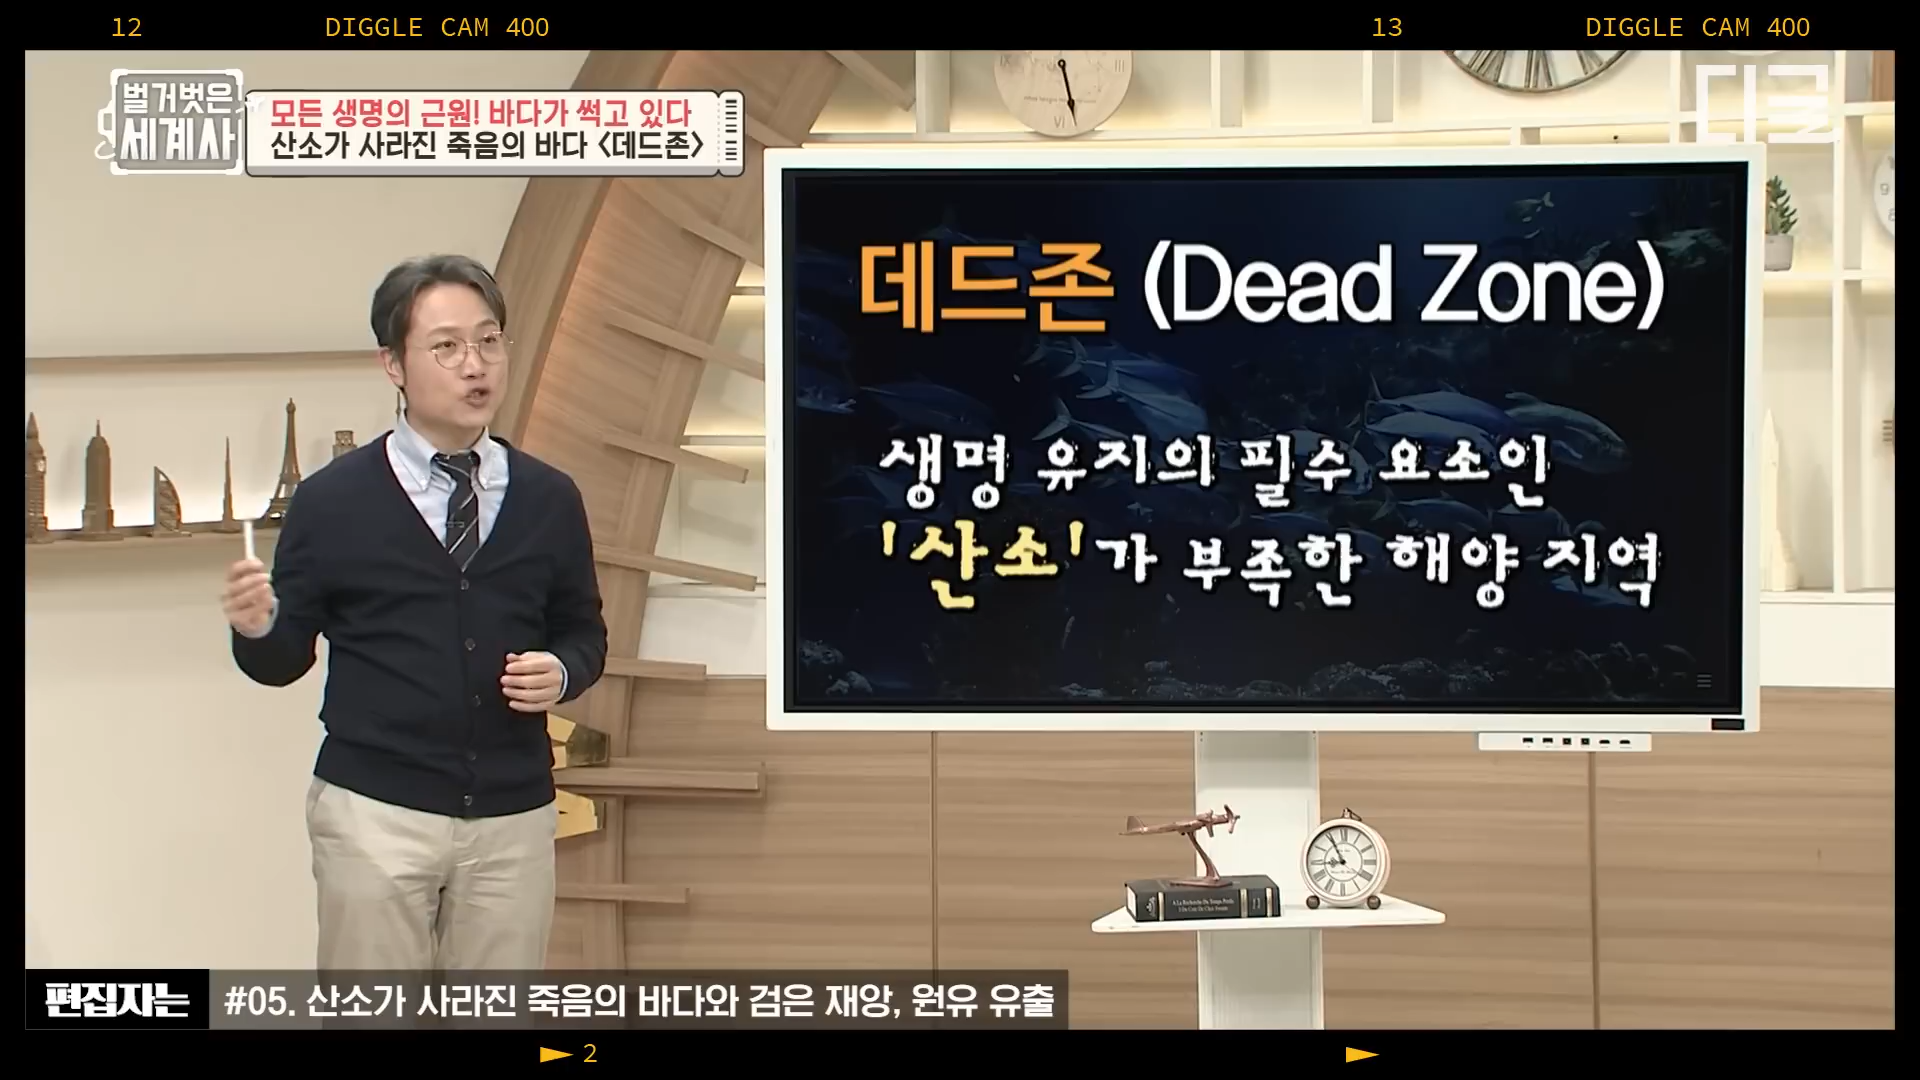 12
DIGGLE CAM 400
13
DIGGLE CAM 400
벌거벗은
세계사
모든 생명의 근원! 바다가 썩고 있다
산소가 사라진 죽음의 바다 <데드존>
디글
데드존 (Dead Zone)
생명 유지의 필수 요소인
'산소'가 부족한 해양 지역
편집자는
#05. 산소가 사라진 죽음의 바다와 검은 재앙, 원유 유출
2